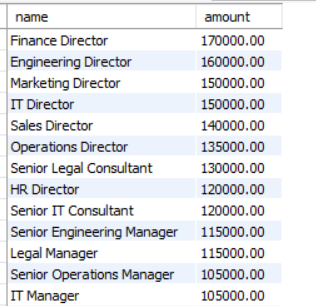 name amount
Finance Director 170000.00
Engineering Director 160000.00
Marketing Director 150000.00
IT Director 150000.00
Sales Director 140000.00
Operations Director 135000.00
Senior Legal Consultant 130000.00
HR Director 120000.00
Senior IT Consultant 120000.00
Senior Engineering Manager 115000.00
Legal Manager 115000.00
Senior Operations Manager 105000.00
IT Manager 105000.00